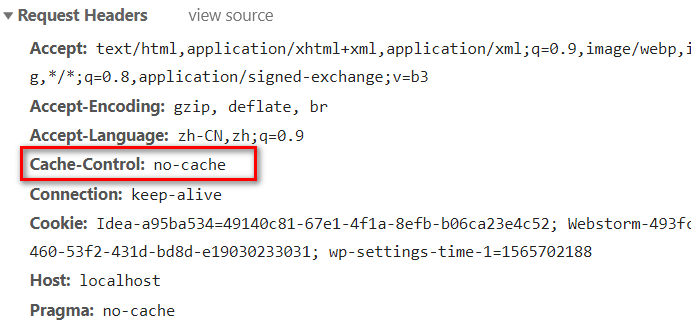 Request Headers view source
Accept: text/html,application/xhtml+xml,application/xml;q=0.9,image/webp,i
g,*/*;q=0.8,application/signed-exchange;v=b3
Accept-Encoding: gzip, deflate, br
Accept-Language: zh-CN,zh;q=0.9
Cache-Control: no-cache
Connection: keep-alive
Cookie: Idea-a95ba534=49140c81-67e1-4f1a-8efb-b06ca23e4c52; Webstorm-493fc
460-53f2-431d-bd8d-e19030233031; wp-settings-time-1=1565702188
Host: localhost
Pragma: no-cache